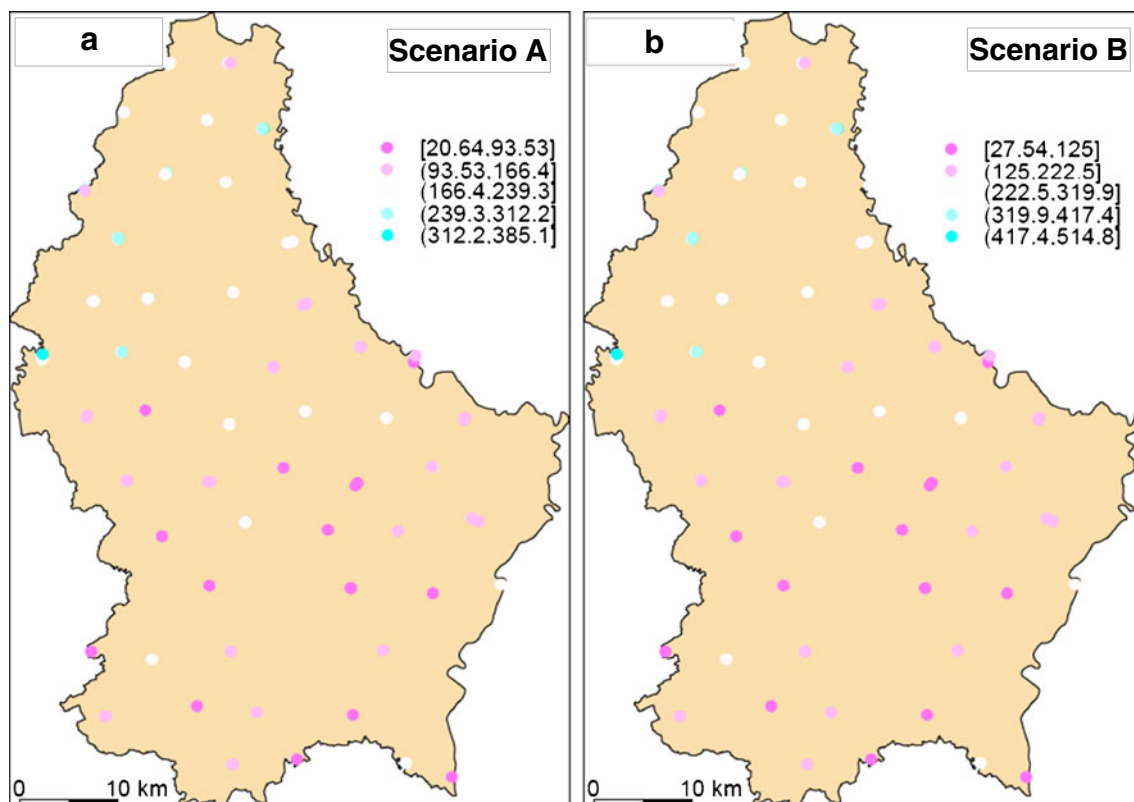 a
Scenario A
[20.64.93.53]
(93.53.166.4]
(166.4.239.3]
(239.3.312.2]
(312.2.385.1]
0 10 km
b
Scenario B
[27.54.125]
(125.222.5]
(222.5.319.9]
(319.9.417.4]
(417.4.514.8]
0 10 km